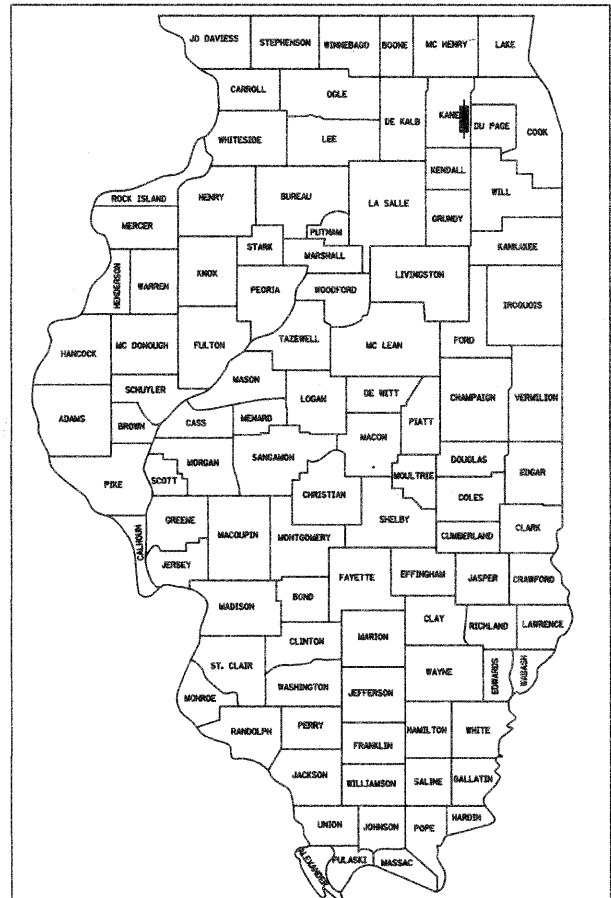 JO DAVIESS
STEPHENSON
WINNEBAGO
BOONE
MC HENRY
LAKE
CARROLL
OGLE
DE KALB
KANE
DU PAGE
COOK
WHITESIDE
LEE
KENDALL
WILL
ROCK ISLAND
HENRY
BUREAU
LA SALLE
GRUNDY
MERCER
PUTNAM
STARK
MARSHALL
KANKAKEE
HENDERSON
WARREN
KNOX
PEORIA
WOODFORD
LIVINGSTON
IROQUOIS
HANCOCK
MC DONOUGH
FULTON
TAZEWELL
MC LEAN
FORD
SCHUYLER
MASON
LOGAN
DE WITT
CHAMPAIGN
VERMILION
ADAMS
BROWN
CASS
MENARD
MACON
PIATT
PIKE
SCOTT
MORGAN
SANGAMON
CHRISTIAN
MOULTRIE
DOUGLAS
EDGAR
COLES
CALHOUN
GREENE
MACOUPIN
MONTGOMERY
SHELBY
CUMBERLAND
CLARK
JERSEY
FAYETTE
EFFINGHAM
JASPER
CRAWFORD
MADISON
BOND
CLAY
RICHLAND
LAWRENCE
CLINTON
MARION
ST. CLAIR
WAYNE
EDWARDS
WABASH
MONROE
WASHINGTON
JEFFERSON
RANDOLPH
PERRY
HAMILTON
WHITE
FRANKLIN
JACKSON
WILLIAMSON
SALINE
GALLATIN
UNION
JOHNSON
POPE
HARDIN
ALEXANDER
PULASKI
MASSAC